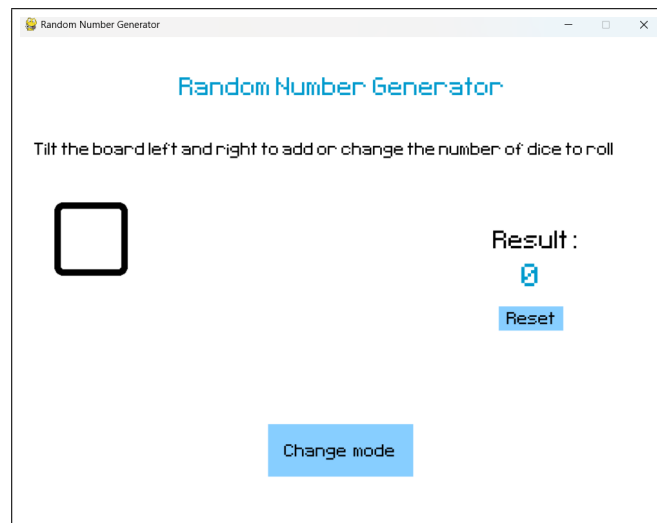 Random Number Generator
Random Number Generator
Tilt the board left and right to add or change the number of dice to roll
Result :
0
Reset
Change mode